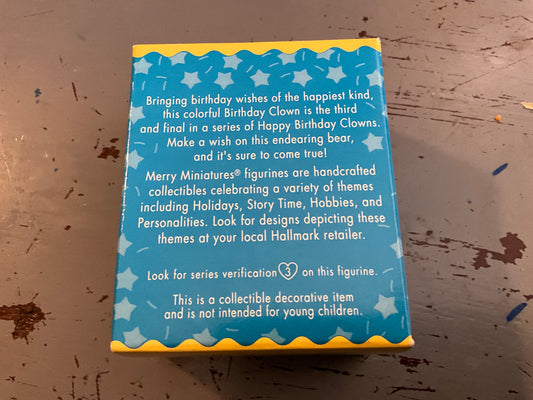 Bringing birthday wishes of the happiest kind,
this colorful Birthday Clown is the third
and final in a series of Happy Birthday Clowns.
Make a wish on this endearing bear,
and it's sure to come true!
Merry Miniatures® figurines are handcrafted
collectibles celebrating a variety of themes
including Holidays, Story Time, Hobbies, and
Personalities. Look for designs depicting these
themes at your local Hallmark retailer.
Look for series verification 3 on this figurine.
This is a collectible decorative item
and is not intended for young children.